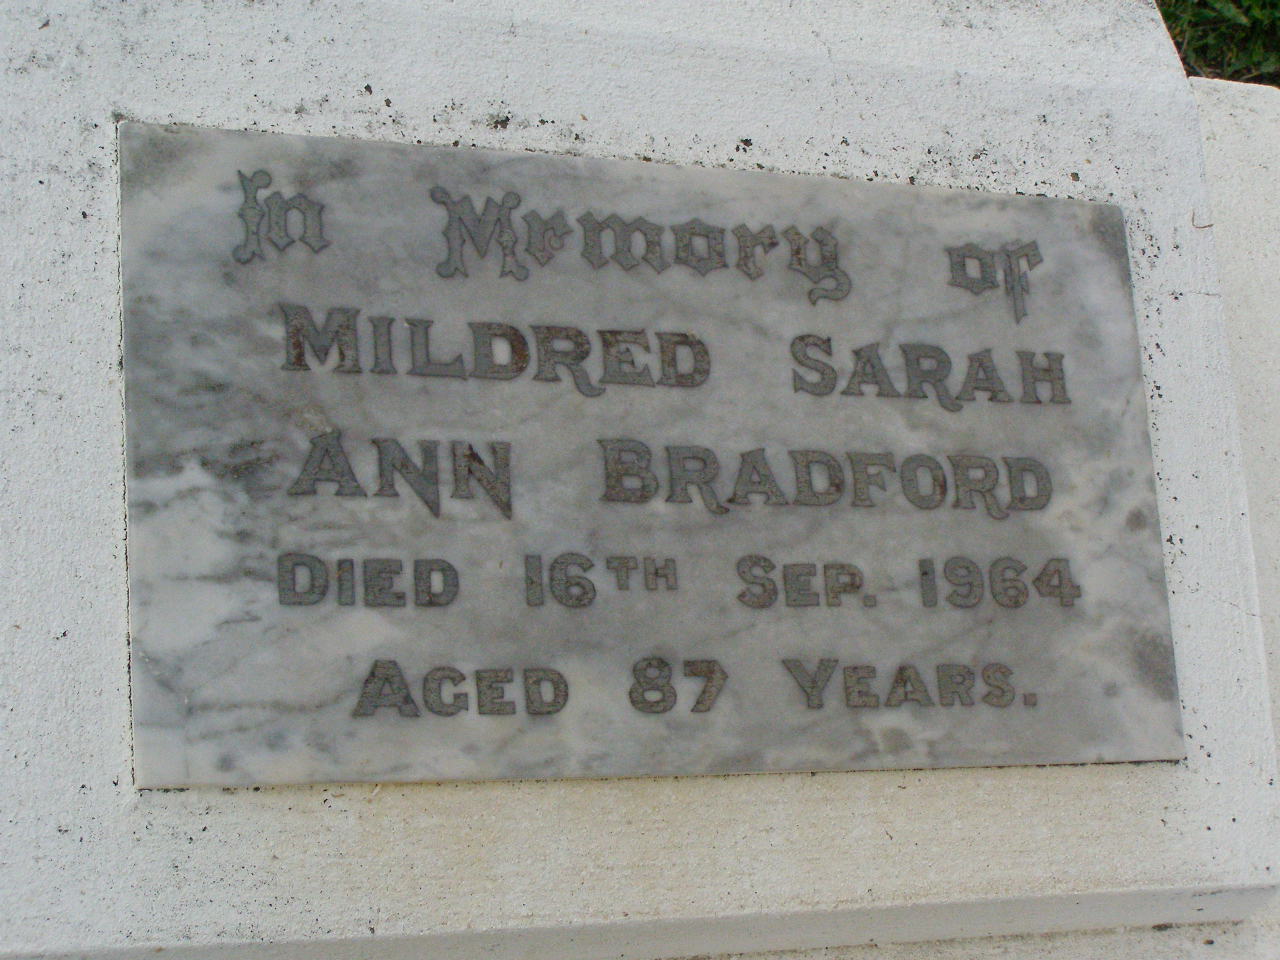 In Memory of
MILDRED SARAH
ANN BRADFORD
DIED 16TH SEP. 1964
AGED 87 YEARS.